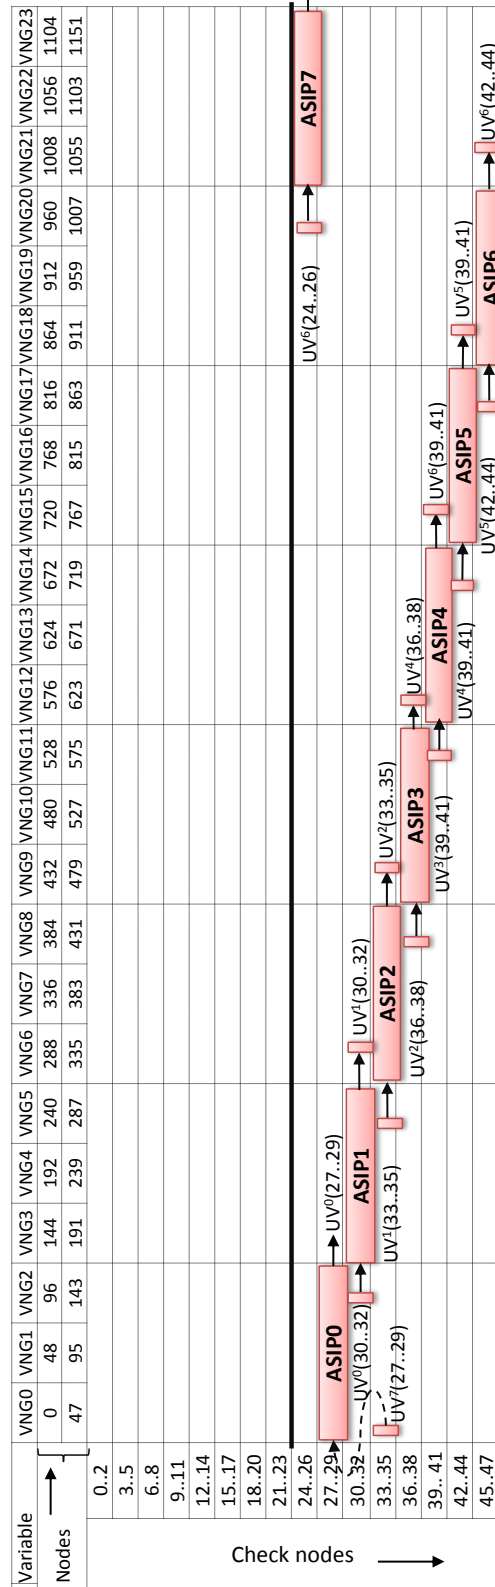 Variable VNG0 VNG1 VNG2 VNG3 VNG4 VNG5 VNG6 VNG7 VNG8 VNG9 VNG10 VNG11 VNG12 VNG13 VNG14 VNG15 VNG16 VNG17 VNG18 VNG19 VNG20 VNG21 VNG22 VNG23
Nodes 0 48 96 144 192 240 288 336 384 432 480 528 576 624 672 720 768 816 864 912 960 1008 1056 1104
47 95 143 191 239 287 335 383 431 479 527 575 623 671 719 767 815 863 911 959 1007 1055 1103 1151
Check nodes
0..2
3..5
6..8
9..11
12..14
15..17
18..20
21..23
24..26 UV⁶(24..26) ASIP7
27..29 ASIP0 UV⁰(27..29)
30..32 UV⁰(30..32) ASIP1 UV¹(30..32)
33..35 UV⁷(27..29) UV¹(33..35) ASIP2 UV²(33..35)
36..38 UV²(36..38) ASIP3 UV⁴(36..38)
39.. 41 UV³(39..41) ASIP4 UV⁶(39..41)
42..44 UV⁴(39..41) ASIP5 UV⁵(39..41)
45..47 UV⁵(42..44) ASIP6 UV⁶(42..44)